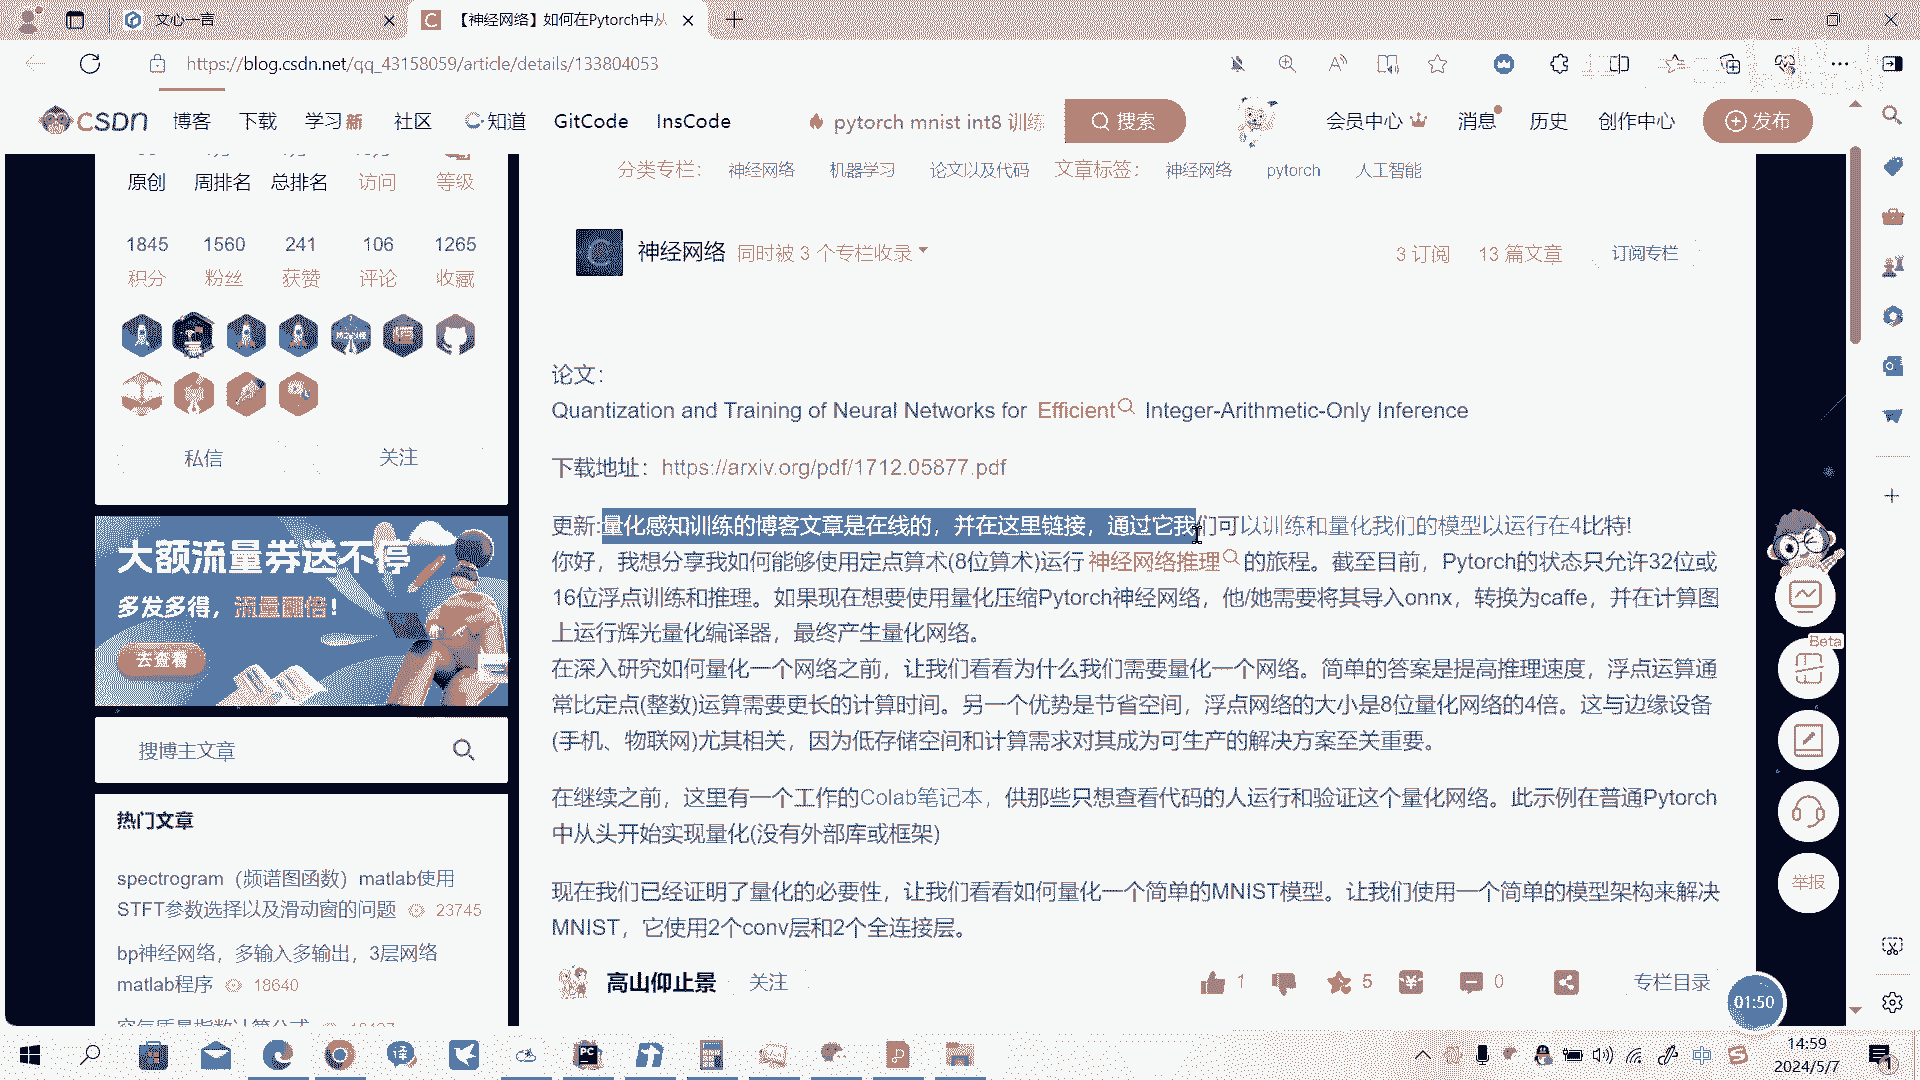 文心一言
【神经网络】如何在Pytorch中从
https://blog.csdn.net/qq_43158059/article/details/133804053
CSDN 博客 下载 学习新 社区 C知道 GitCode InsCode pytorch mnist int8 训练 搜索 会员中心 消息 历史 创作中心 发布
原创 周排名 总排名 访问 等级
1845 1560 241 106 1265
积分 粉丝 获赞 评论 收藏
私信 关注
大额流量券送不停
多发多得，流量翻倍！
去查看
搜博主文章
热门文章
spectrogram（频谱图函数）matlab使用
STFT参数选择以及滑动窗的问题 23745
bp神经网络，多输入多输出，3层网络
matlab程序 18640
分类专栏： 神经网络 机器学习 论文以及代码 文章标签： 神经网络 pytorch 人工智能
神经网络 同时被 3 个专栏收录 3 订阅 13 篇文章 订阅专栏
论文：
Quantization and Training of Neural Networks for Efficient Integer-Arithmetic-Only Inference
下载地址：https://arxiv.org/pdf/1712.05877.pdf
更新:量化感知训练的博客文章是在线的，并在这里链接，通过它我们可以训练和量化我们的模型以运行在4比特!
你好，我想分享我如何能够使用定点算术(8位算术)运行神经网络推理的旅程。截至目前，Pytorch的状态只允许32位或
16位浮点训练和推理。如果现在想要使用量化压缩Pytorch神经网络，他/她需要将其导入onnx，转换为caffe，并在计算图
上运行辉光量化编译器，最终产生量化网络。
在深入研究如何量化一个网络之前，让我们看看为什么我们需要量化一个网络。简单的答案是提高推理速度，浮点运算通
常比定点(整数)运算需要更长的计算时间。另一个优势是节省空间，浮点网络的大小是8位量化网络的4倍。这与边缘设备
(手机、物联网)尤其相关，因为低存储空间和计算需求对其成为可生产的解决方案至关重要。
在继续之前，这里有一个工作的Colab笔记本，供那些只想查看代码的人运行和验证这个量化网络。此示例在普通Pytorch
中从头开始实现量化(没有外部库或框架)
现在我们已经证明了量化的必要性，让我们看看如何量化一个简单的MNIST模型。让我们使用一个简单的模型架构来解决
MNIST，它使用2个conv层和2个全连接层。
高山仰止景 关注 1 5 0 专栏目录
Beta
举报
01:50
14:59
2024/5/7